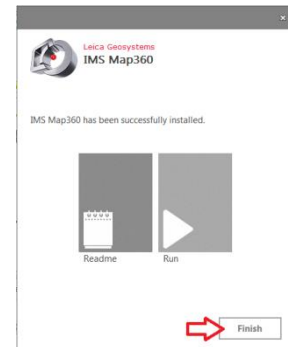 Leica Geosystems
IMS Map360
IMS Map360 has been successfully installed.
Readme
Run
Finish